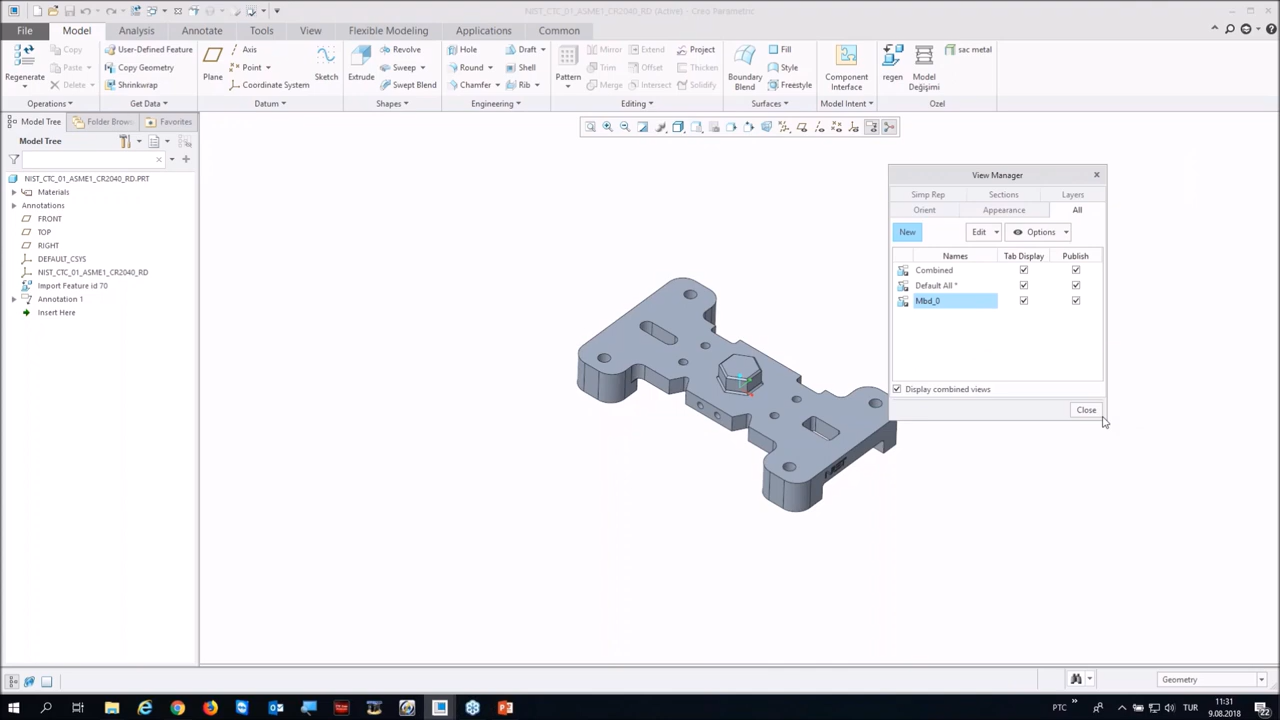 NIST_CTC_01_ASME1_CR2040_RD (Active) - Creo Parametric
File Model Analysis Annotate Tools View Flexible Modeling Applications Common
Regenerate
Copy
Paste
Delete
Operations
User-Defined Feature
Copy Geometry
Shrinkwrap
Get Data
Plane
Axis
Point
Coordinate System
Sketch
Datum
Extrude
Revolve
Sweep
Swept Blend
Shapes
Hole
Round
Chamfer
Draft
Shell
Rib
Engineering
Pattern
Mirror
Trim
Merge
Extend
Offset
Intersect
Project
Thicken
Solidify
Editing
Boundary
Blend
Fill
Style
Freestyle
Surfaces
Component
Interface
Model Intent
regen
Model
Değişimi
sac metal
Ozel
Model Tree Folder Brows Favorites
Model Tree
NIST_CTC_01_ASME1_CR2040_RD.PRT
Materials
Annotations
FRONT
TOP
RIGHT
DEFAULT_CSYS
NIST_CTC_01_ASME1_CR2040_RD
Import Feature id 70
Annotation 1
Insert Here
View Manager
Simp Rep Sections Layers
Orient Appearance All
New Edit Options
Names Tab Display Publish
Combined
Default All *
Mbd_0
Display combined views
Close
Geometry
PTC TUR 11:31
9.08.2018 22